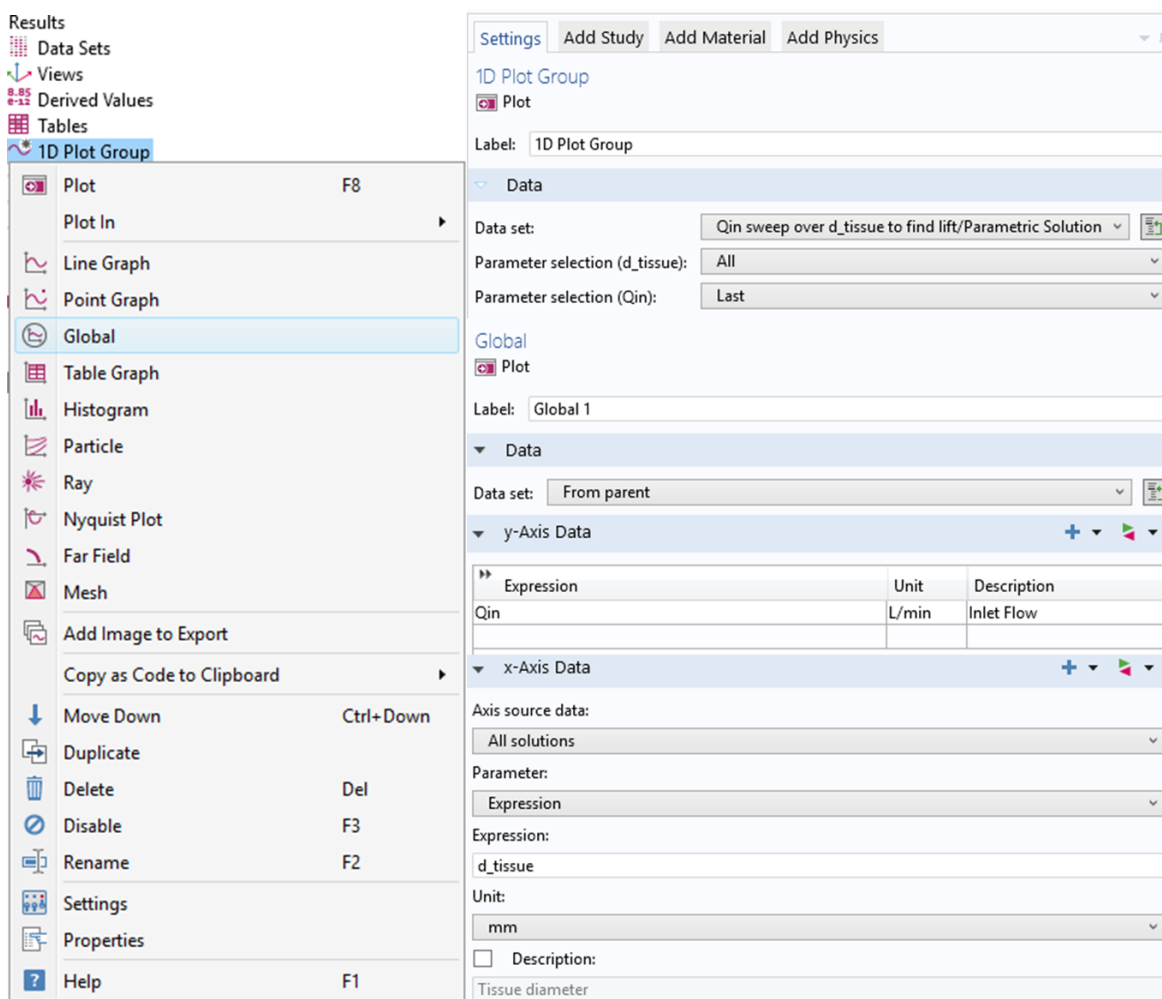 Results
Data Sets
Views
8.85
e-12 Derived Values
Tables
1D Plot Group
Plot F8
Plot In
Line Graph
Point Graph
Global
Table Graph
Histogram
Particle
Ray
Nyquist Plot
Far Field
Mesh
Add Image to Export
Copy as Code to Clipboard
Move Down Ctrl+Down
Duplicate
Delete Del
Disable F3
Rename F2
Settings
Properties
? Help F1
Settings Add Study Add Material Add Physics
1D Plot Group
Plot
Label: 1D Plot Group
Data
Data set: Qin sweep over d_tissue to find lift/Parametric Solution
Parameter selection (d_tissue): All
Parameter selection (Qin): Last
Global
Plot
Label: Global 1
Data
Data set: From parent
y-Axis Data
Expression Unit Description
Qin L/min Inlet Flow
x-Axis Data
Axis source data:
All solutions
Parameter:
Expression
Expression:
d_tissue
Unit:
mm
Description:
Tissue diameter